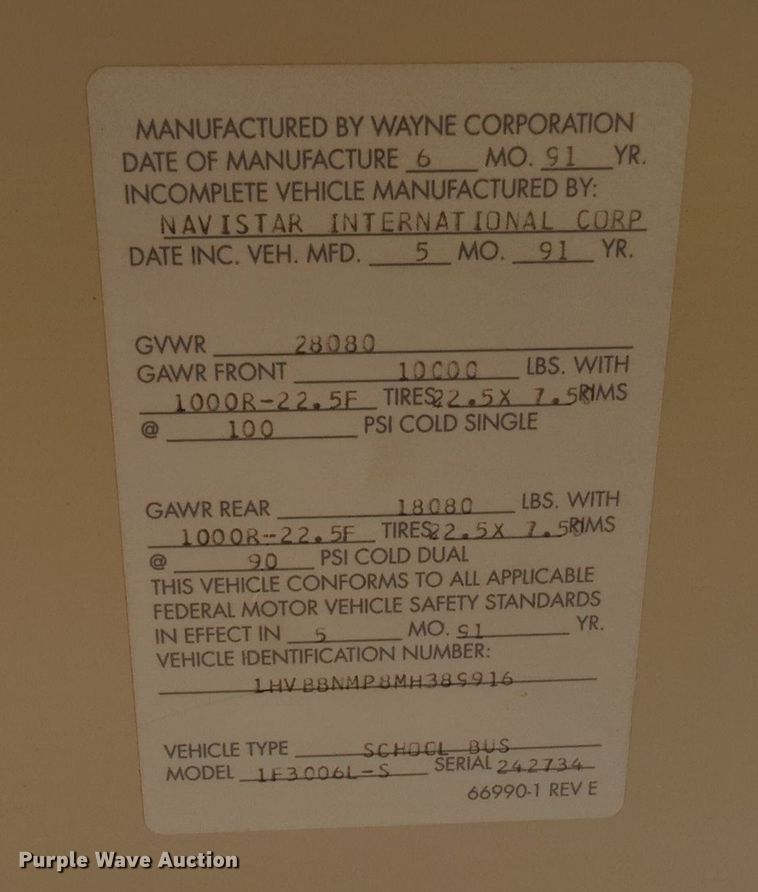 MANUFACTURED BY WAYNE CORPORATION
DATE OF MANUFACTURE 6 MO. 91 YR.
INCOMPLETE VEHICLE MANUFACTURED BY:
NAVISTAR INTERNATIONAL CORP
DATE INC. VEH. MFD. 5 MO. 91 YR.
GVWR 28080
GAWR FRONT 10000 LBS. WITH
1000R-22.5F TIRES 22.5X 7.50 RIMS
@ 100 PSI COLD SINGLE
GAWR REAR 18080 LBS. WITH
1000R-22.5F TIRES 22.5X 7.50 RIMS
@ 90 PSI COLD DUAL
THIS VEHICLE CONFORMS TO ALL APPLICABLE
FEDERAL MOTOR VEHICLE SAFETY STANDARDS
IN EFFECT IN 5 MO. 91 YR.
VEHICLE IDENTIFICATION NUMBER:
VEHICLE TYPE SCHOOL BUS
MODEL SERIAL 242734
66990-1 REV E
Purple Wave Auction